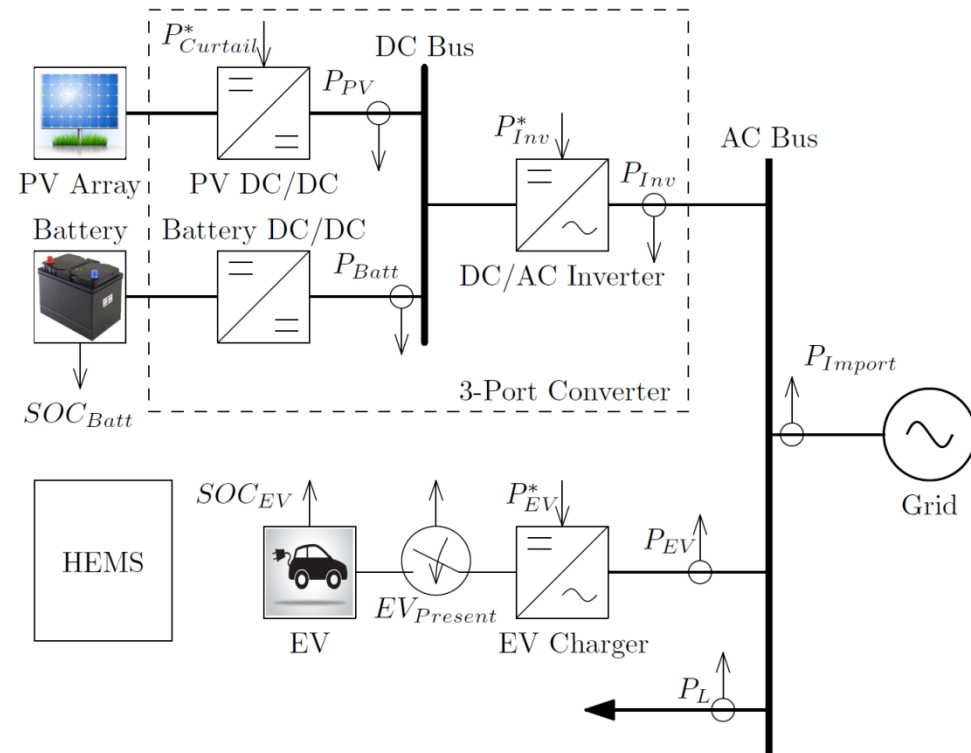 P*Curtail
DC Bus
PPV
P*Inv
AC Bus
PInv
PV Array
PV DC/DC
Battery
Battery DC/DC
PBatt
DC/AC Inverter
PImport
3-Port Converter
SOCBatt
SOCEV
P*EV
Grid
HEMS
PEV
EVPresent
EV
EV Charger
PL